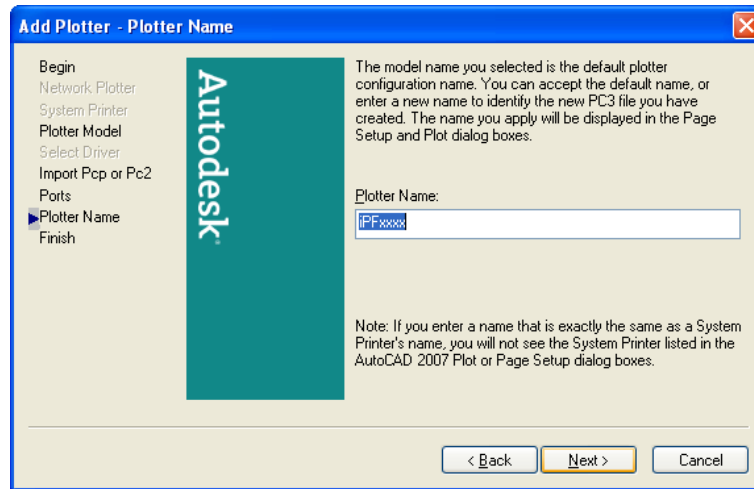 Add Plotter - Plotter Name
Begin
Network Plotter
System Printer
Plotter Model
Select Driver
Import Pcp or Pc2
Ports
Plotter Name
Finish
Autodesk
The model name you selected is the default plotter
configuration name. You can accept the default name, or
enter a new name to identify the new PC3 file you have
created. The name you apply will be displayed in the Page
Setup and Plot dialog boxes.
Plotter Name:
iPFxxxx
Note: If you enter a name that is exactly the same as a System
Printer's name, you will not see the System Printer listed in the
AutoCAD 2007 Plot or Page Setup dialog boxes.
< Back
Next >
Cancel